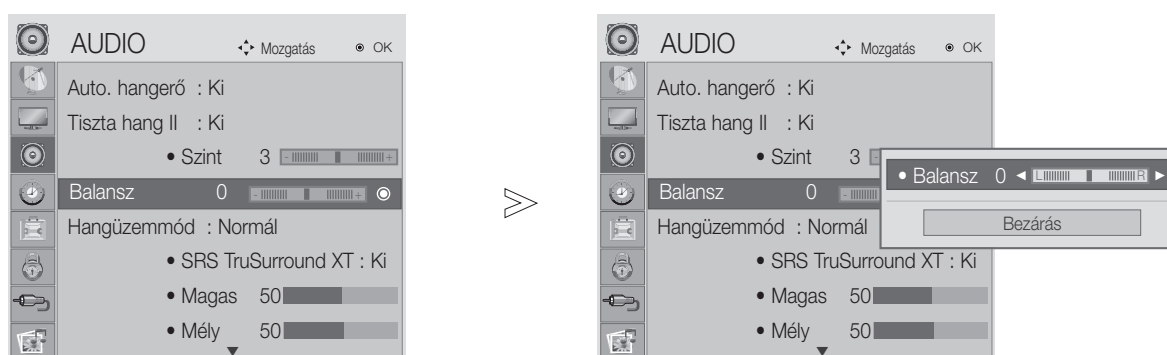 AUDIO
Mozgatás
OK
Auto. hangerő : Ki
Tiszta hang II : Ki
• Szint 3 - +
Balansz 0 - +
Hangüzemmód : Normál
• SRS TruSurround XT : Ki
• Magas 50
• Mély 50
AUDIO
Mozgatás
OK
Auto. hangerő : Ki
Tiszta hang II : Ki
• Szint 3 -
Balansz 0 -
Hangüzemmód : Normál
• SRS TruSurround XT : Ki
• Magas 50
• Mély 50
• Balansz 0 L R
Bezárás